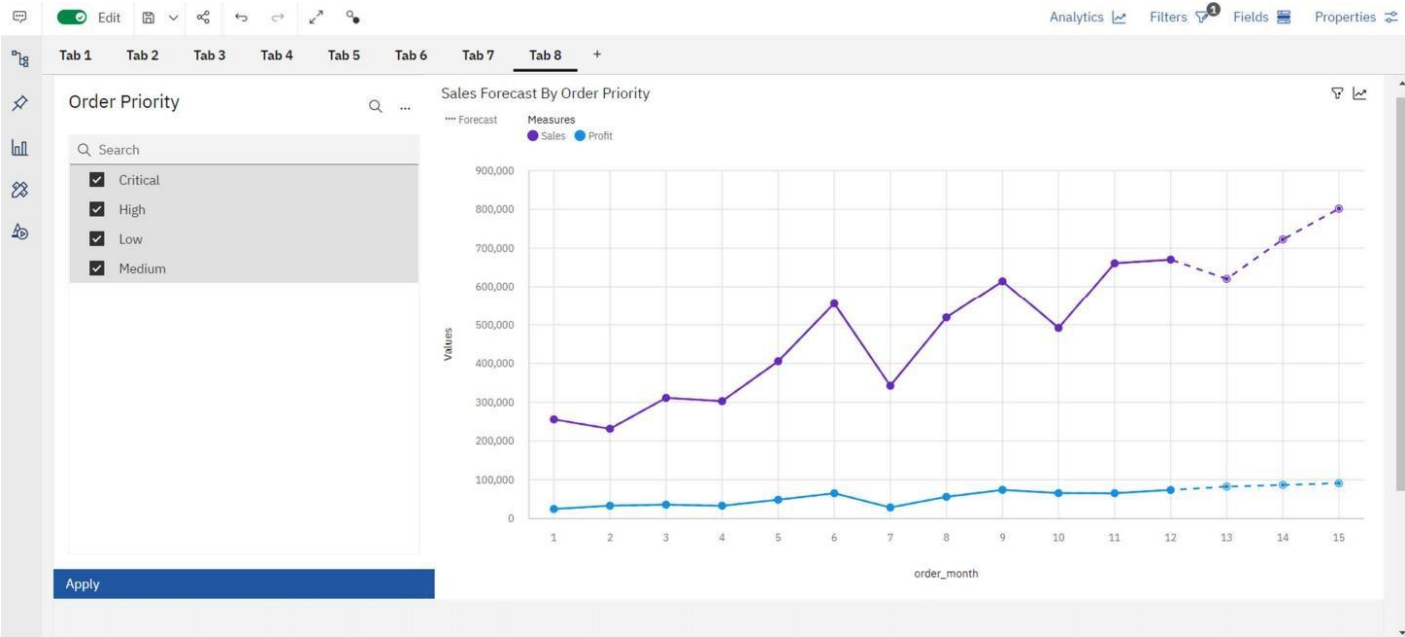 Edit
Analytics Filters 1 Fields Properties
Tab 1 Tab 2 Tab 3 Tab 4 Tab 5 Tab 6 Tab 7 Tab 8 +
Order Priority
...
Search
Critical
High
Low
Medium
Apply
Sales Forecast By Order Priority
Forecast
Measures
Sales Profit
900,000
800,000
700,000
600,000
500,000
400,000
300,000
200,000
100,000
0
Values
1 2 3 4 5 6 7 8 9 10 11 12 13 14 15
order_month